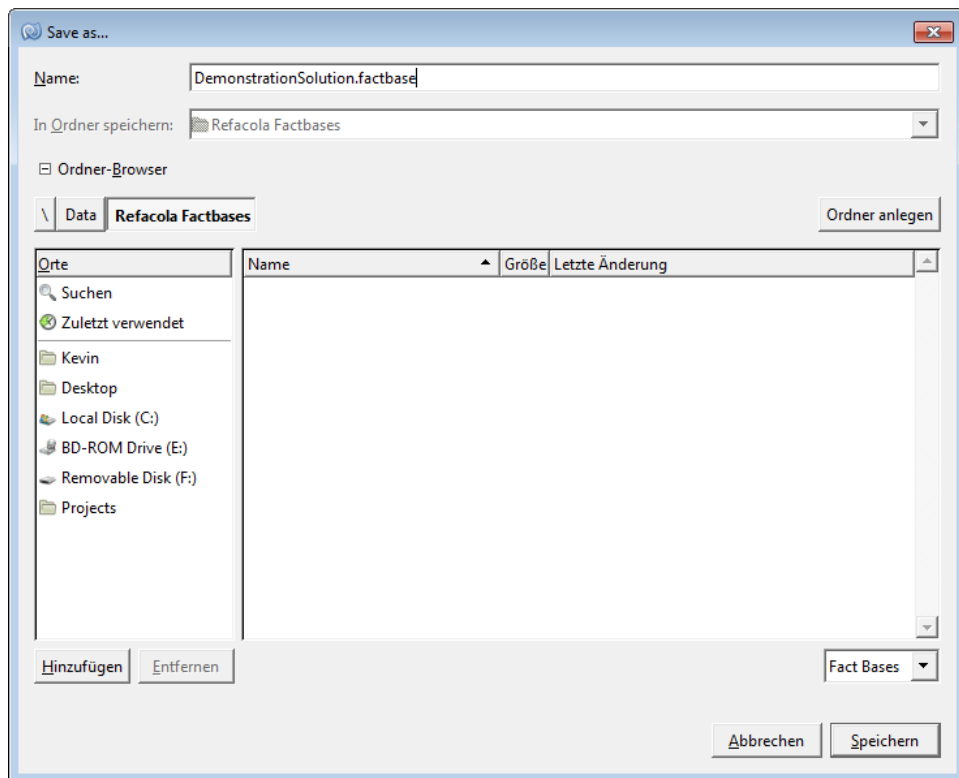 Save as...
Name: DemonstrationSolution.factbase
In Ordner speichern: Refacola Factbases
Ordner-Browser
\ Data Refacola Factbases Ordner anlegen
Orte Name Größe Letzte Änderung
Suchen
Zuletzt verwendet
Kevin
Desktop
Local Disk (C:)
BD-ROM Drive (E:)
Removable Disk (F:)
Projects
Hinzufügen Entfernen Fact Bases
Abbrechen Speichern